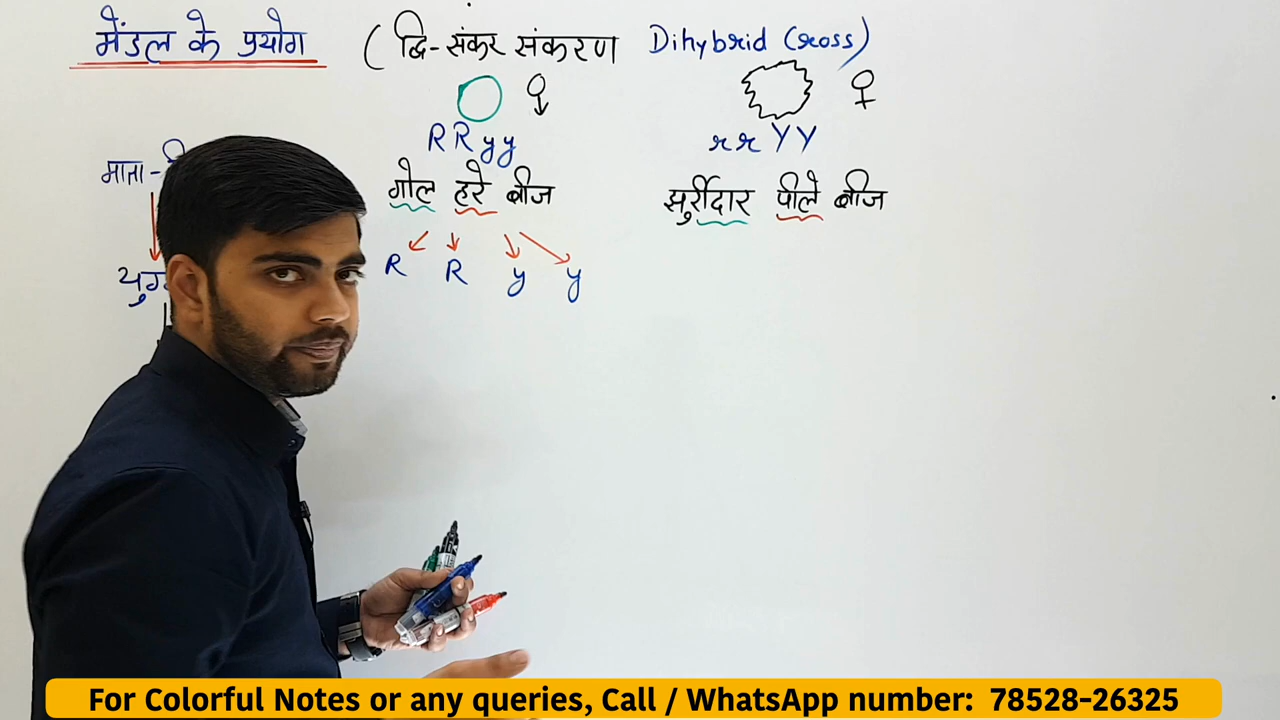 मेंडल के प्रयोग ( द्वि-संकर संकरण Dihybrid Cross)
RRyy rrYY
गोल हरे बीज झुर्रीदार पीले बीज
R R y y
For Colorful Notes or any queries, Call / WhatsApp number: 78528-26325